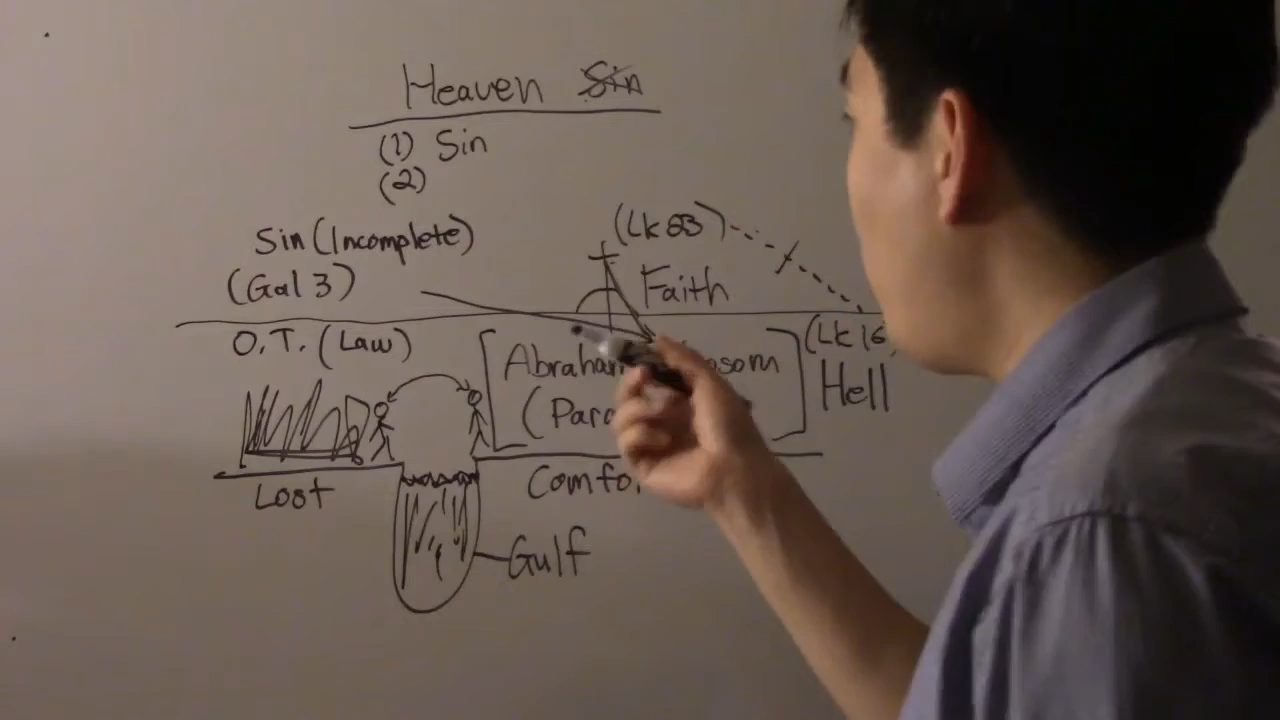 Heaven Sin
(1) Sin
(2)
Sin (Incomplete)
(Gal 3)
(Lk 23)
Faith
O.T. (Law)
(Lk 16
Hell
Lost
Gulf